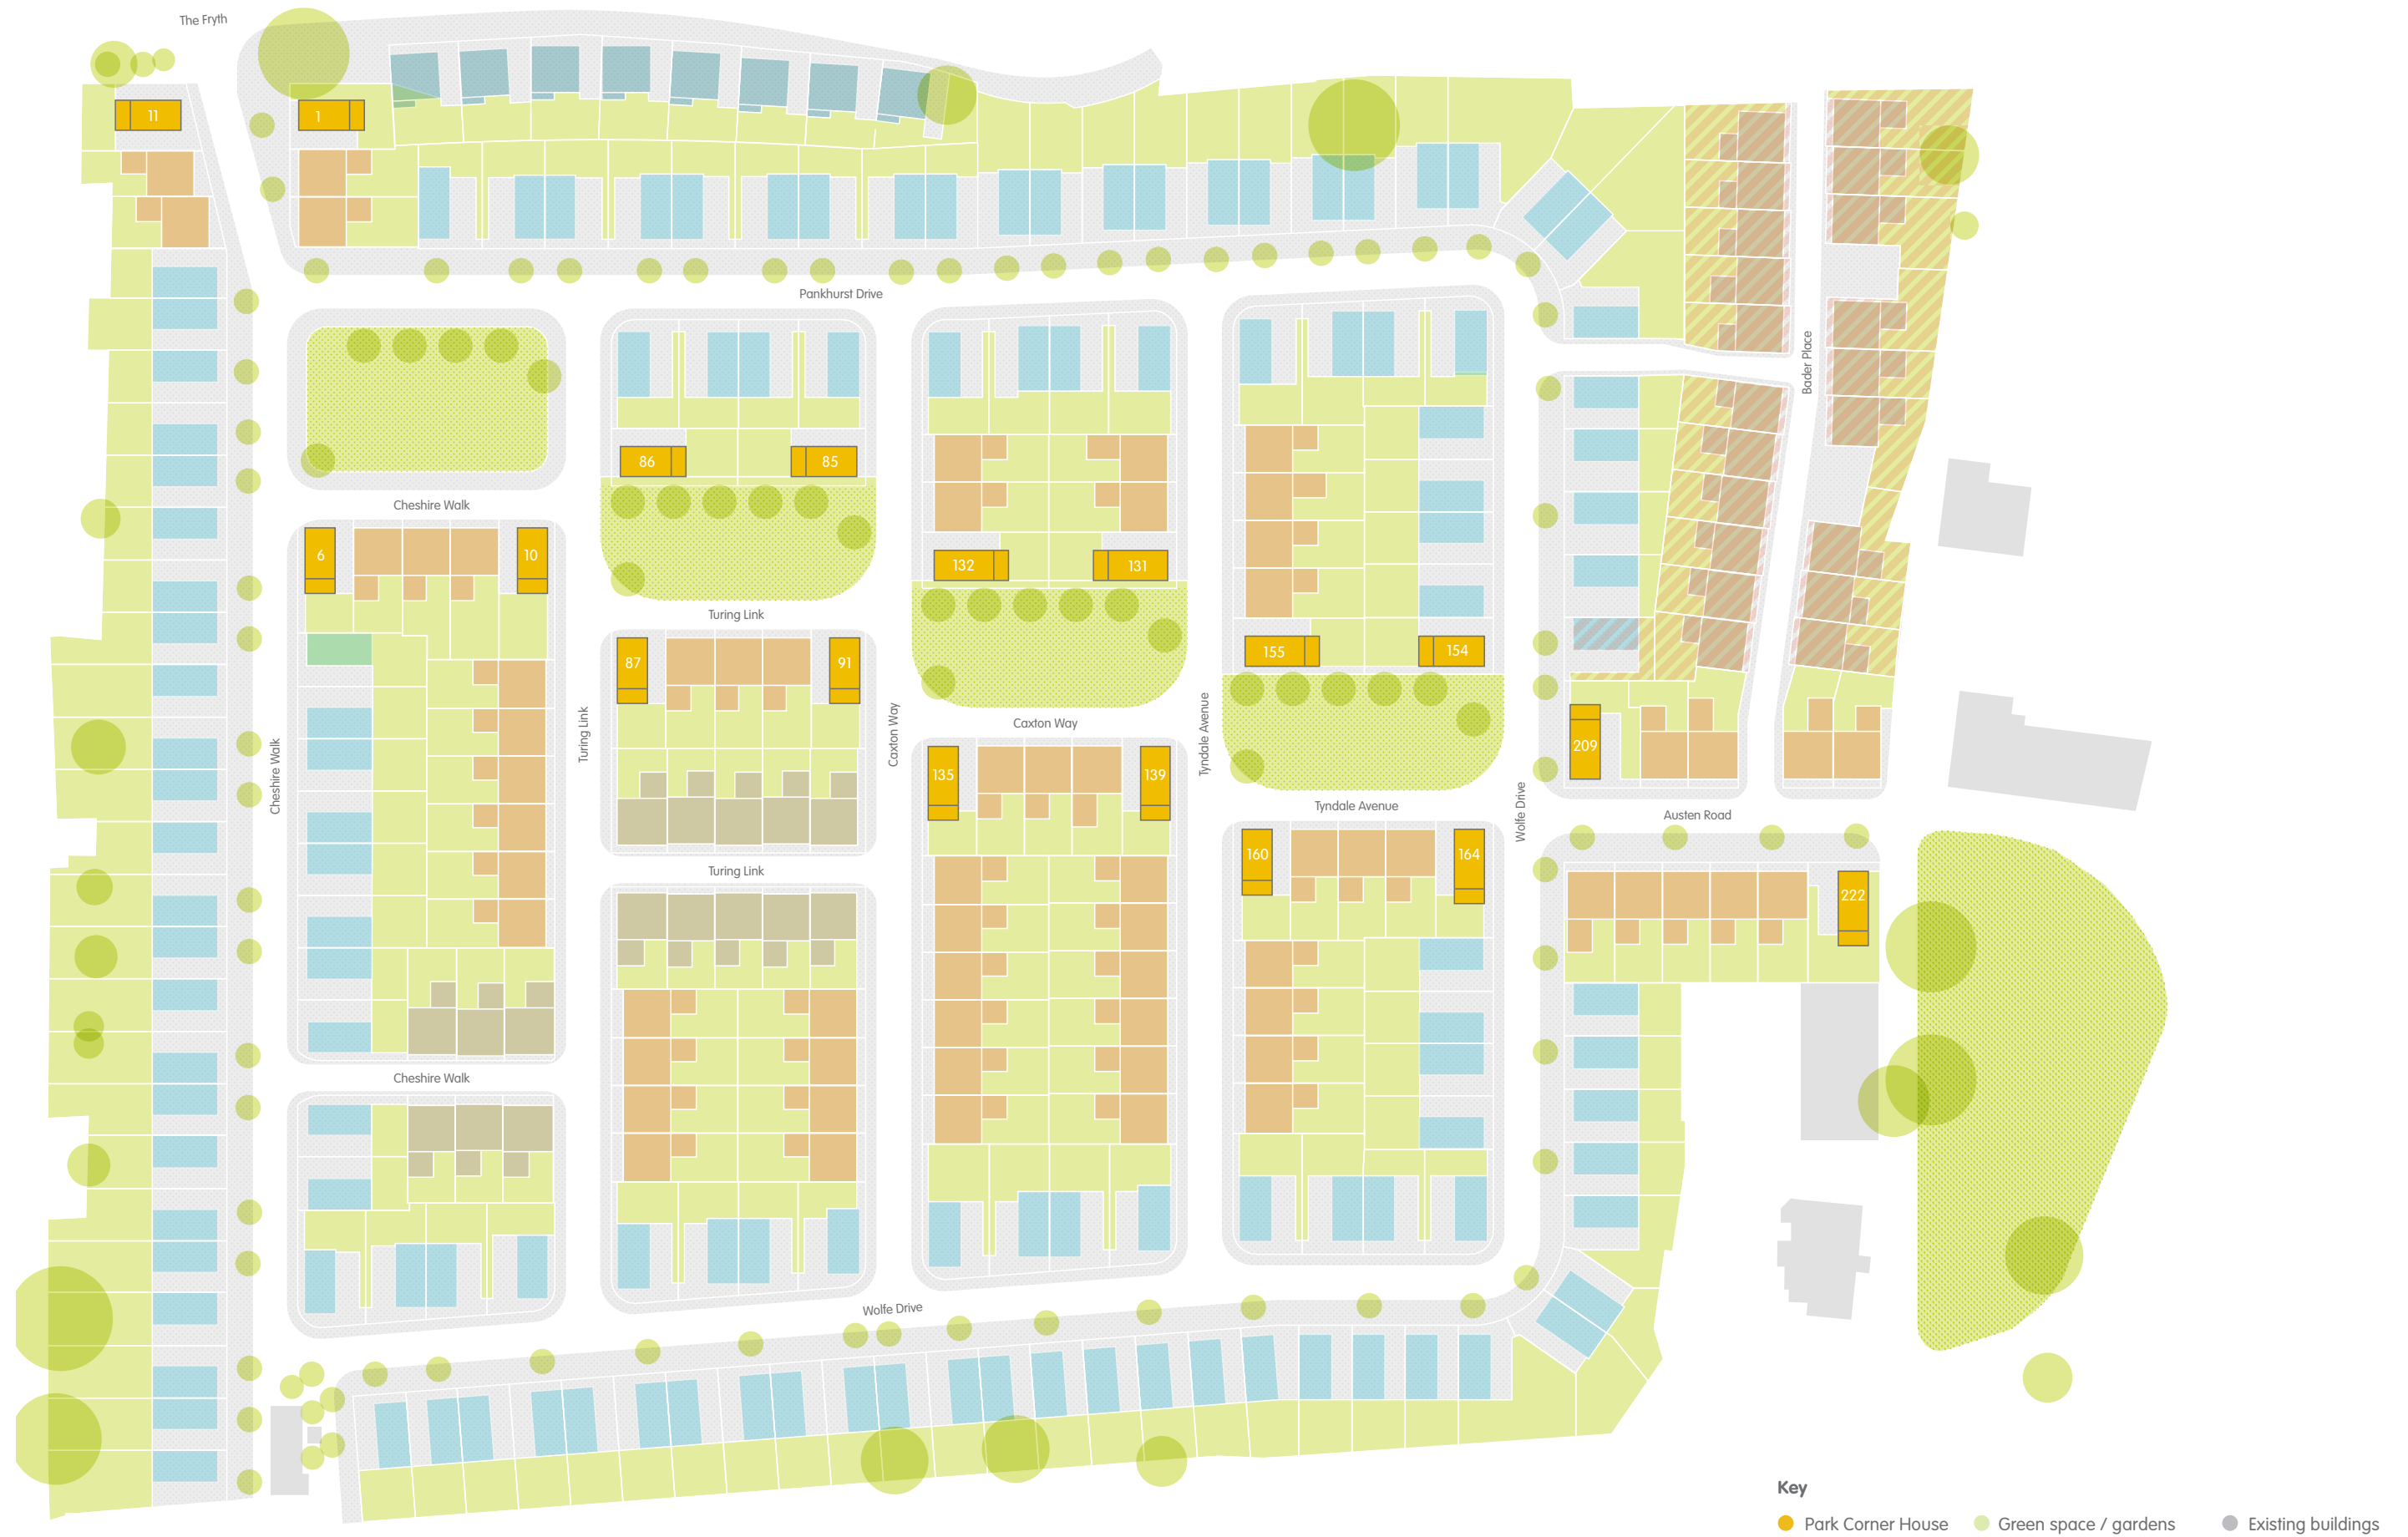 The Fryth
11
1
Pankhurst Drive
Bader Place
86
85
Cheshire Walk
6
10
132
131
Turing Link
87
91
155
154
Turing Link
Caxton Way
Caxton Way
Tyndale Avenue
209
Cheshire Walk
135
139
Wolfe Drive
Tyndale Avenue
Austen Road
160
164
Turing Link
222
Cheshire Walk
Wolfe Drive
Key
Park Corner House
Green space / gardens
Existing buildings